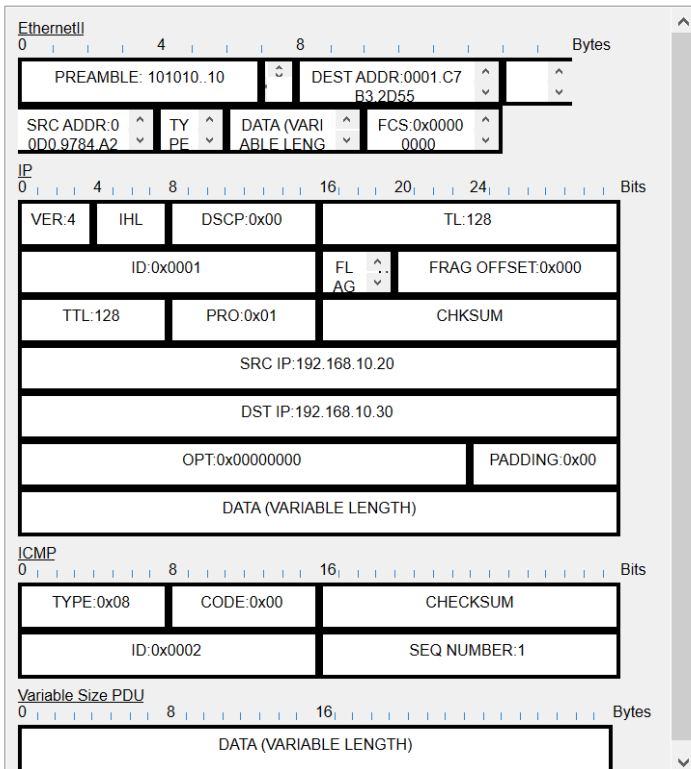 EthernetII
0 4 8 Bytes
PREAMBLE: 101010..10 DEST ADDR:0001.C7
B3.2D55
SRC ADDR:0 TY DATA (VARI FCS:0x0000
0D0.9784.A2 PE ABLE LENG 0000
IP
0 4 8 16 20 24 Bits
VER:4 IHL DSCP:0x00 TL:128
ID:0x0001 FL FRAG OFFSET:0x000
AG
TTL:128 PRO:0x01 CHKSUM
SRC IP:192.168.10.20
DST IP:192.168.10.30
OPT:0x00000000 PADDING:0x00
DATA (VARIABLE LENGTH)
ICMP
0 8 16 Bits
TYPE:0x08 CODE:0x00 CHECKSUM
ID:0x0002 SEQ NUMBER:1
Variable Size PDU
0 8 16 Bytes
DATA (VARIABLE LENGTH)